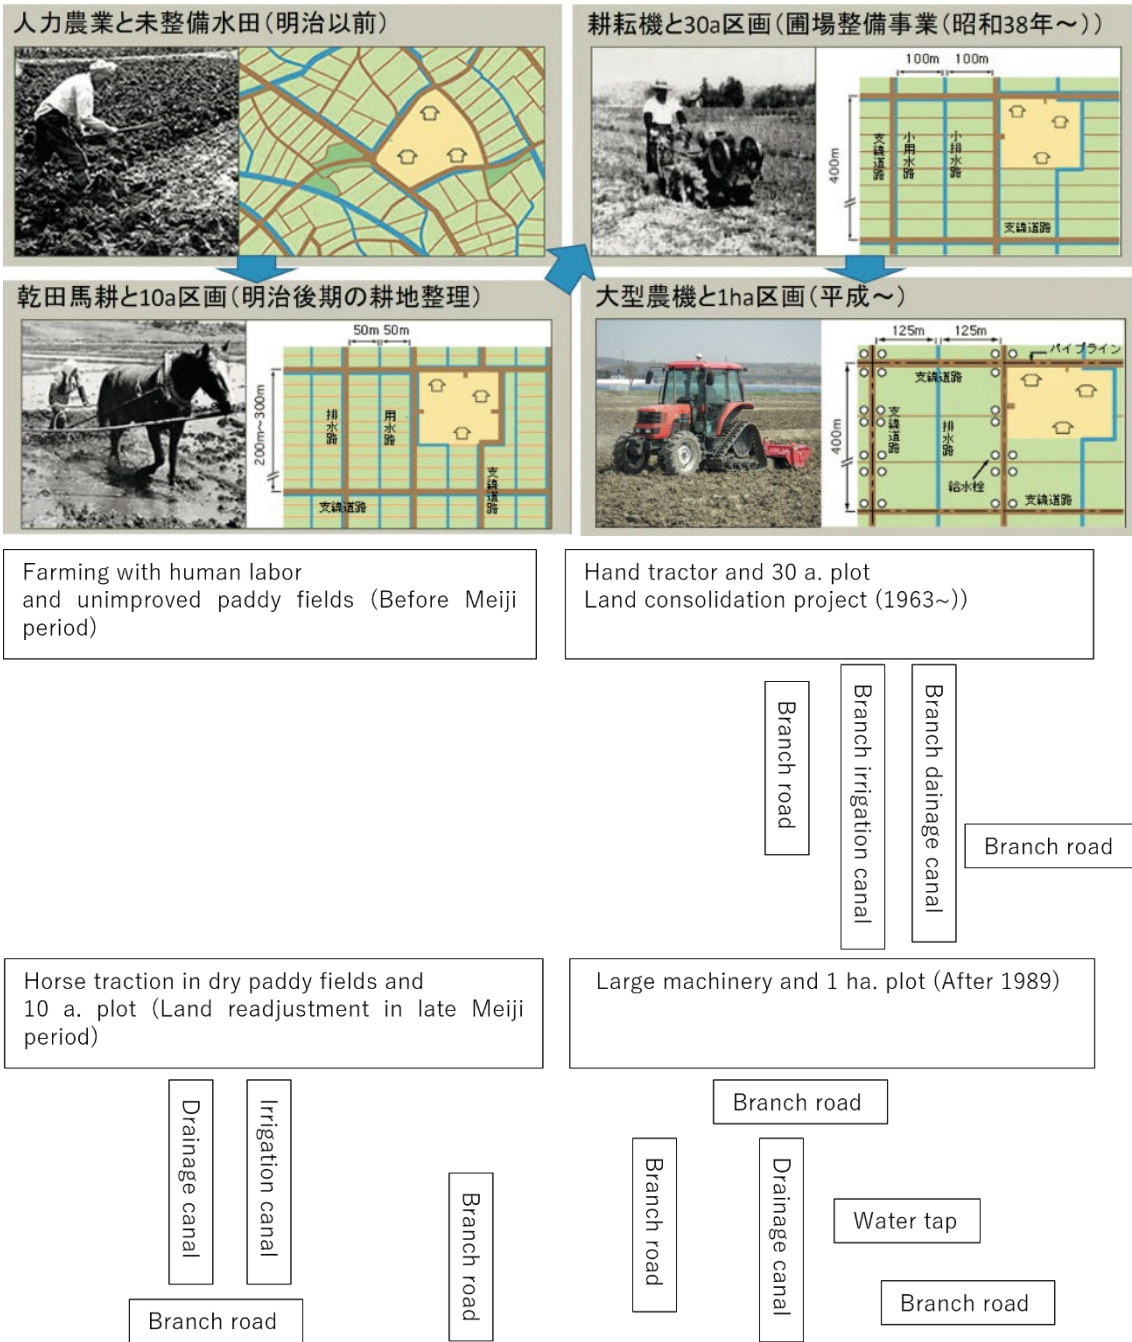 人力農業と未整備水田(明治以前)
耕耘機と30a区画(圃場整備事業(昭和38年～))
100m 100m
400m
支線道路
小用水路
小排水路
支線道路
乾田馬耕と10a区画(明治後期の耕地整理)
50m 50m
200m～300m
排水路
用水路
支線道路
支線道路
大型農機と1ha区画(平成～)
125m 125m
パイプライン
支線道路
400m
支線道路
排水路
給水栓
支線道路
Farming with human labor
and unimproved paddy fields (Before Meiji
period)
Hand tractor and 30 a. plot
Land consolidation project (1963~))
Branch road
Branch irrigation canal
Branch dainage canal
Branch road
Horse traction in dry paddy fields and
10 a. plot (Land readjustment in late Meiji
period)
Large machinery and 1 ha. plot (After 1989)
Drainage canal
Irrigation canal
Branch road
Branch road
Branch road
Branch road
Drainage canal
Water tap
Branch road